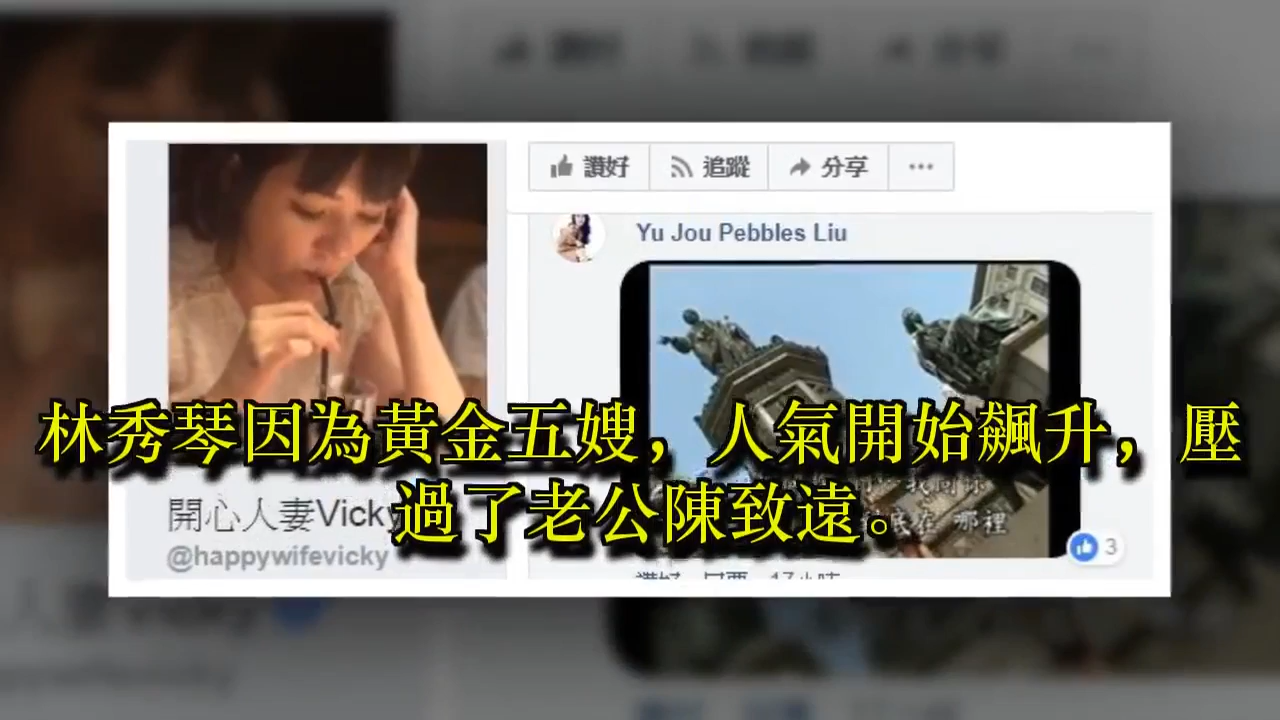 讚好 追蹤 分享 ...
Yu Jou Pebbles Liu
林秀琴因為黃金五嫂，人氣開始飆升，壓
過了老公陳致遠。
開心人妻Vicky
@happywifevicky
哪裡
3